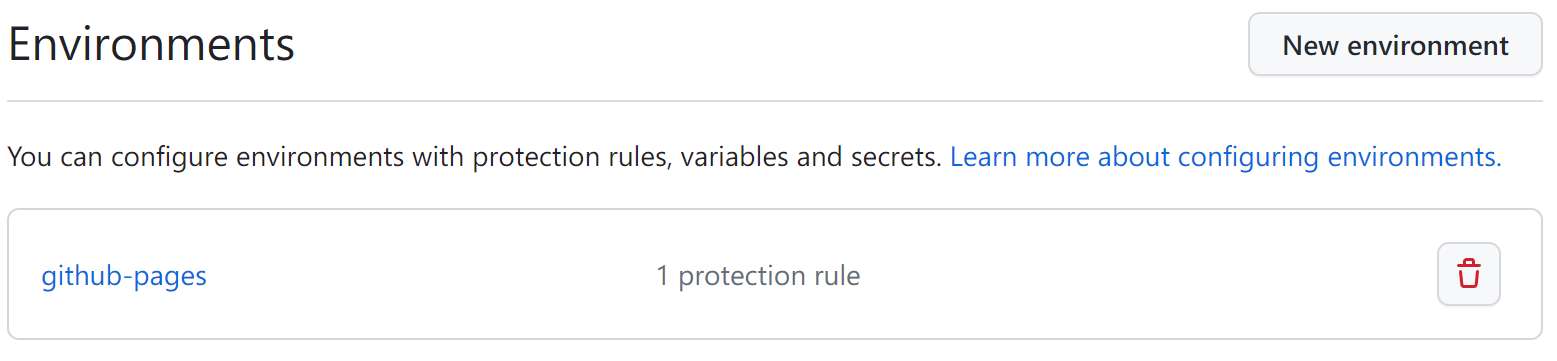 Environments
New environment
You can configure environments with protection rules, variables and secrets. Learn more about configuring environments.
github-pages
1 protection rule